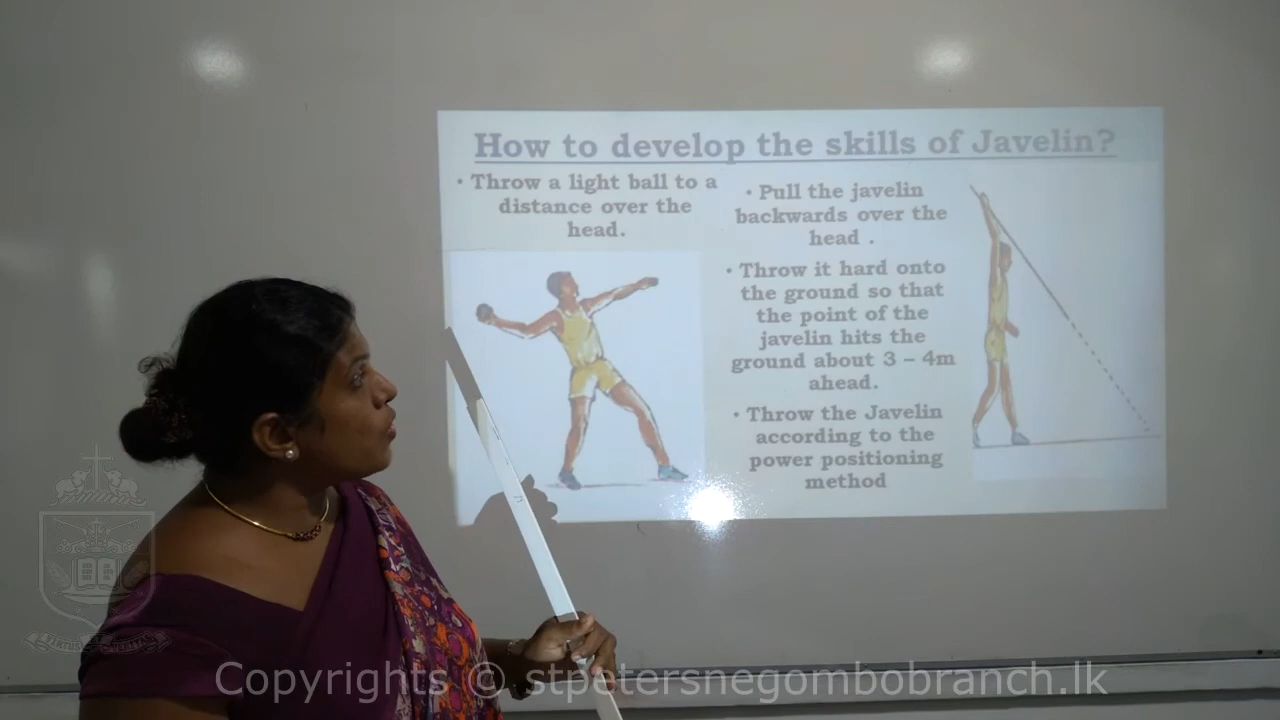 How to develop the skills of Javelin?
• Throw a light ball to a
distance over the
head.
• Pull the javelin
backwards over the
head .
• Throw it hard onto
the ground so that
the point of the
javelin hits the
ground about 3 – 4m
ahead.
• Throw the Javelin
according to the
power positioning
method
Copyrights © stpetersnegombobranch.lk